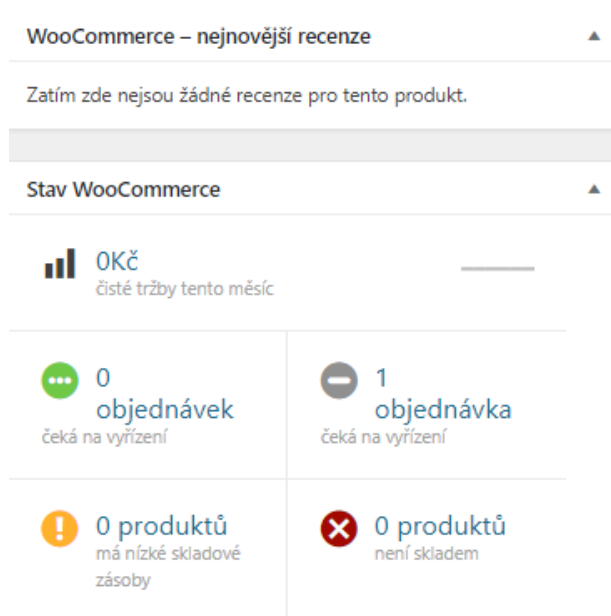 WooCommerce – nejnovější recenze
Zatím zde nejsou žádné recenze pro tento produkt.
Stav WooCommerce
0Kč
čisté tržby tento měsíc
0
objednávek
čeká na vyřízení
1
objednávka
čeká na vyřízení
0 produktů
má nízké skladové
zásoby
0 produktů
není skladem